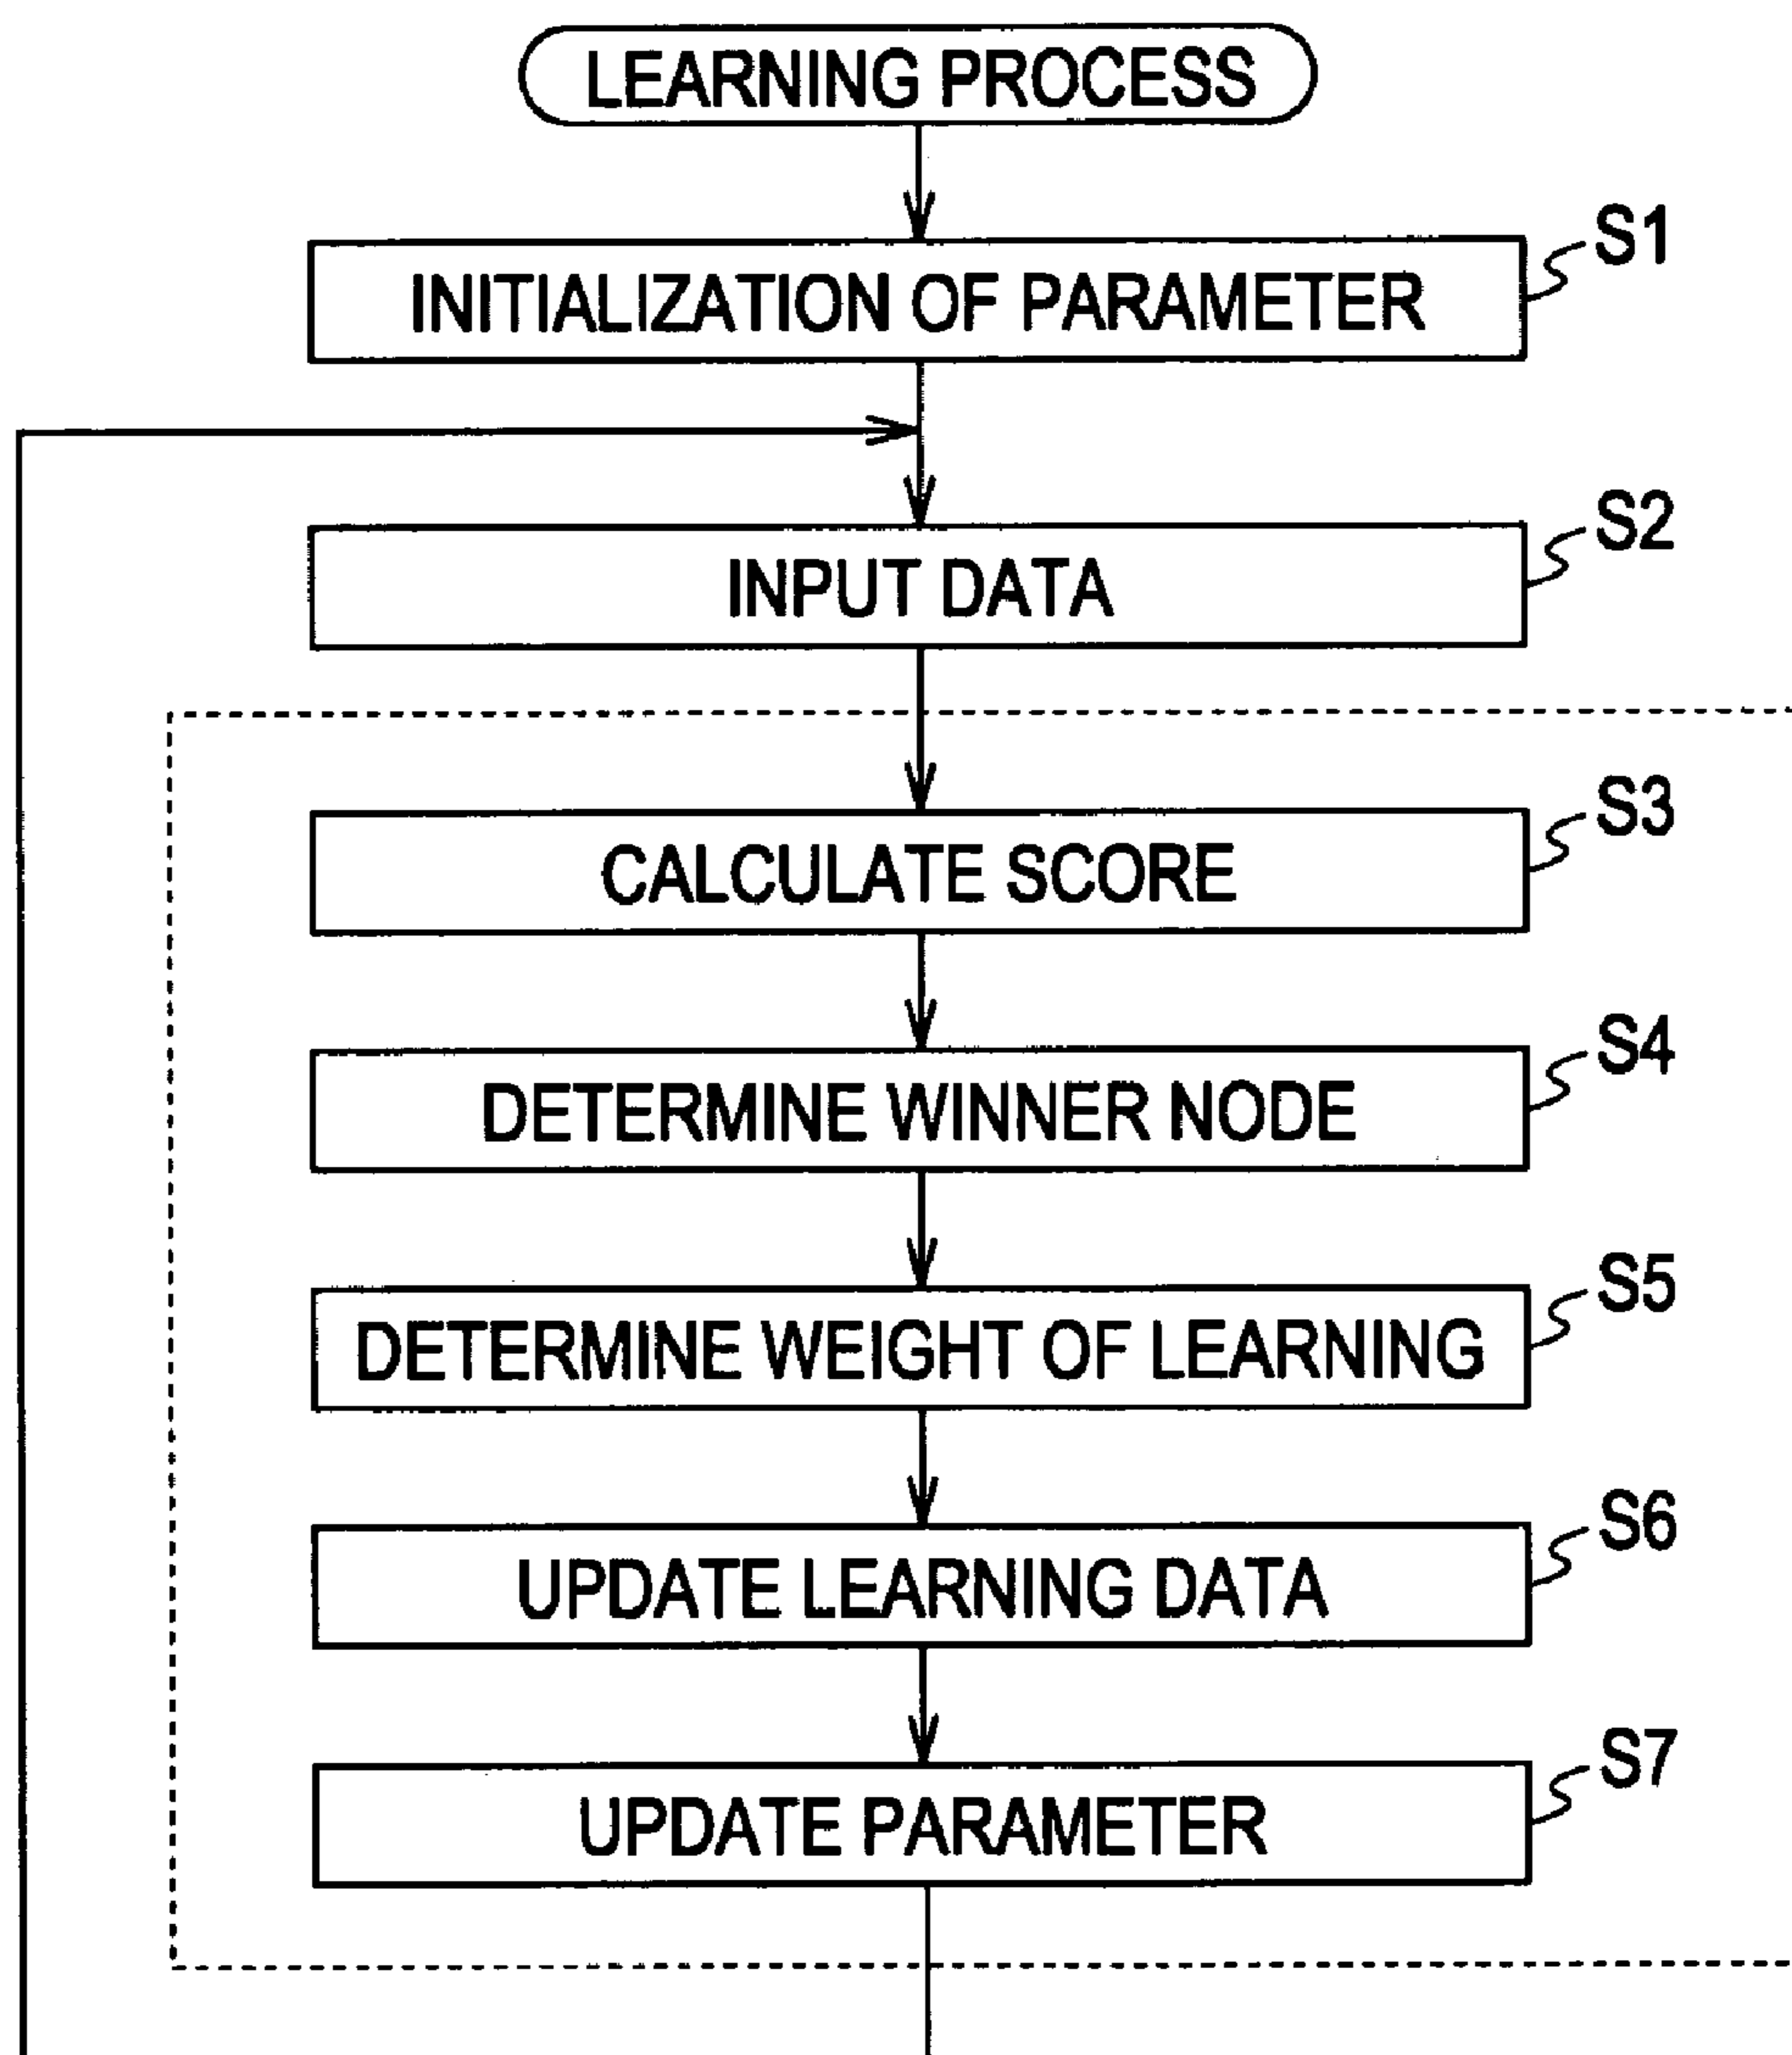 LEARNING PROCESS
INITIALIZATION OF PARAMETER
S1
INPUT DATA
S2
CALCULATE SCORE
S3
DETERMINE WINNER NODE
S4
DETERMINE WEIGHT OF LEARNING
S5
UPDATE LEARNING DATA
S6
UPDATE PARAMETER
S7